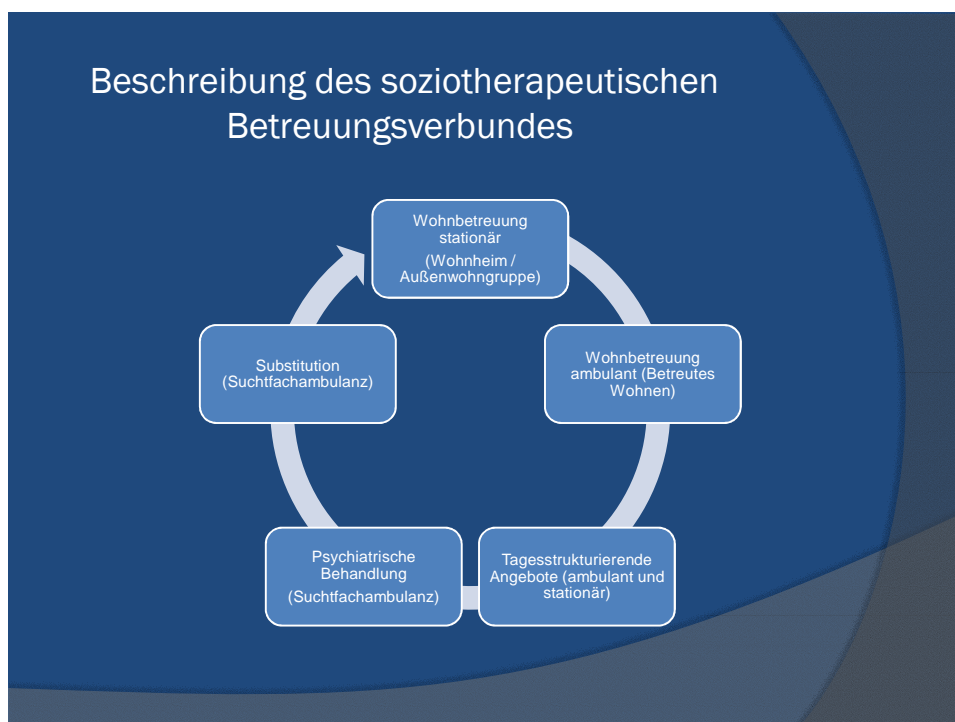 Beschreibung des soziotherapeutischen
Betreuungsverbundes
Wohnbetreuung
stationär
(Wohnheim /
Außenwohngruppe)
Wohnbetreuung
ambulant (Betreutes
Wohnen)
Tagesstrukturierende
Angebote (ambulant und
stationär)
Psychiatrische
Behandlung
(Suchtfachambulanz)
Substitution
(Suchtfachambulanz)